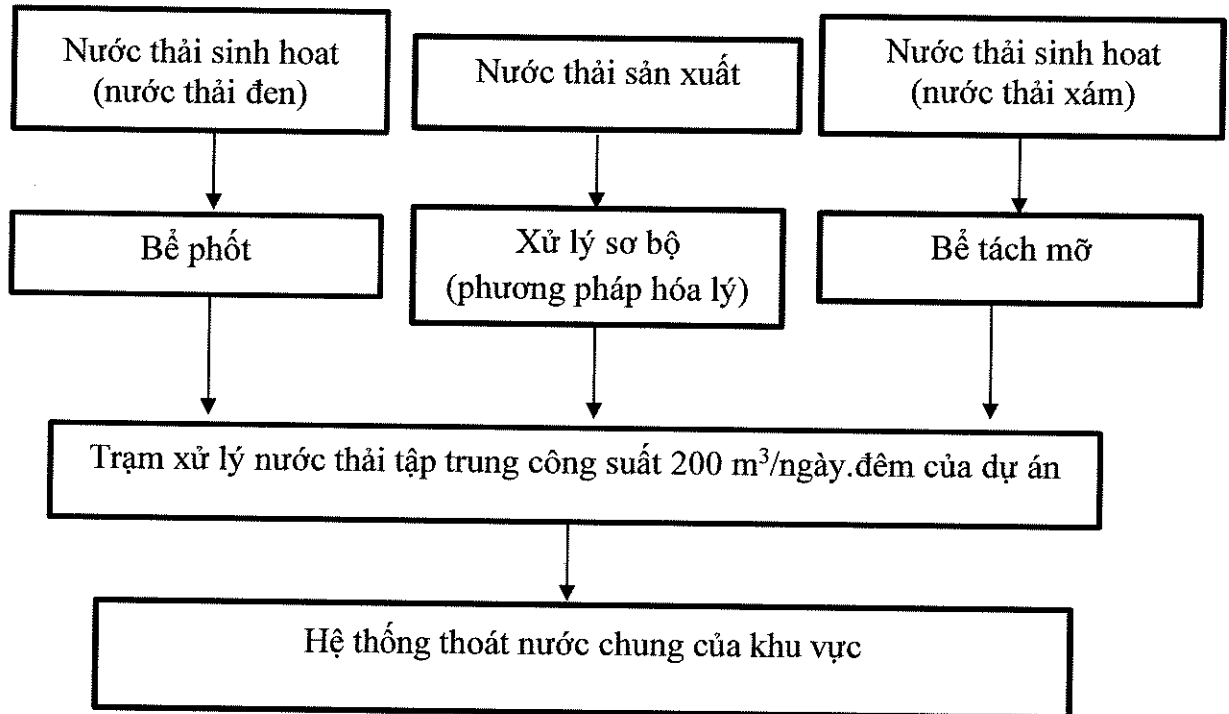 Nước thải sinh hoat
(nước thải đen)
Nước thải sản xuất
Nước thải sinh hoat
(nước thải xám)
Bể phốt
Xử lý sơ bộ
(phương pháp hóa lý)
Bể tách mỡ
Trạm xử lý nước thải tập trung công suất 200 m³/ngày.đêm của dự án
Hệ thống thoát nước chung của khu vực